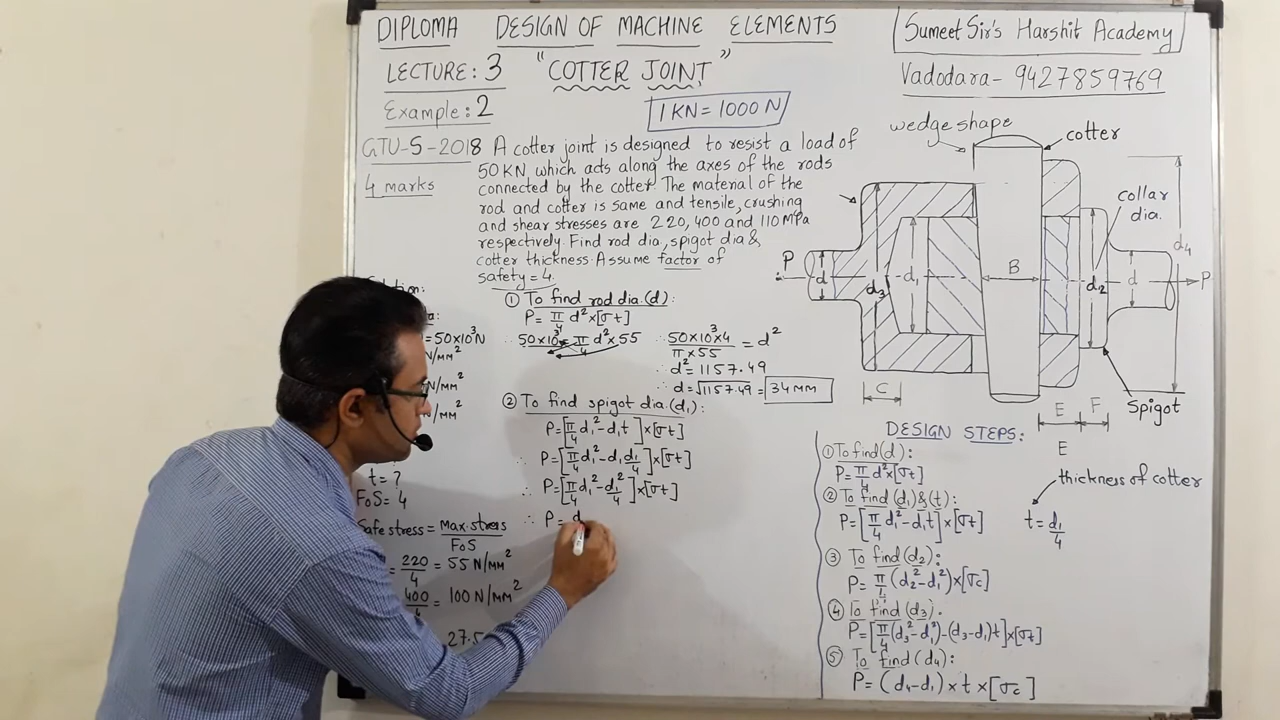 DIPLOMA DESIGN OF MACHINE ELEMENTS
LECTURE: 3 "COTTER JOINT"
Example: 2
1 KN = 1000 N
Sumeet Sir's Harshit Academy
Vadodara - 9427859769
GTU-S-2018 A cotter joint is designed to resist a load of
4 marks
50 KN, which acts along the axes of the rods
connected by the cotter. The material of the
rod and cotter is same and tensile, crushing
and shear stresses are 220, 400 and 110 MPa
respectively. Find rod dia, spigot dia &
cotter thickness. Assume factor of
safety = 4.
= 50×10³N
N/mm²
N/mm²
N/mm²
t = ?
FoS = 4
Safe stress = Max. stress / FoS
= 220/4 = 55 N/mm²
400/4 = 100 N/mm²
27.5
① To find rod dia. (d):
P = π/4 d² × [σt]
∴ 50×10³ = π/4 d² × 55
∴ 50×10³×4 / π×55 = d²
∴ d² = 1157.49
∴ d = √1157.49 = 34 mm
② To find spigot dia. (d₁):
P = [π/4 d₁² - d₁t] × [σt]
∴ P = [π/4 d₁² - d₁ d₁/4] × [σt]
∴ P = [π/4 d₁² - d₁²/4] × [σt]
∴ P = d
wedge shape
cotter
collar
dia.
P
d
d₃
d₁
B
d₂
d
d₄
P
C
E
F
Spigot
E
DESIGN STEPS:
① To find (d):
P = π/4 d² × [σt]
② To find (d₁) & (t):
P = [π/4 d₁² - d₁t] × [σt]
thickness of cotter
t = d₁/4
③ To find (d₂):
P = π/4 (d₂² - d₁²) × [σc]
④ To find (d₃):
P = [π/4 (d₃² - d₁²) - (d₃ - d₁) t] × [σt]
⑤ To find (d₄):
P = (d₄ - d₁) × t × [σc]